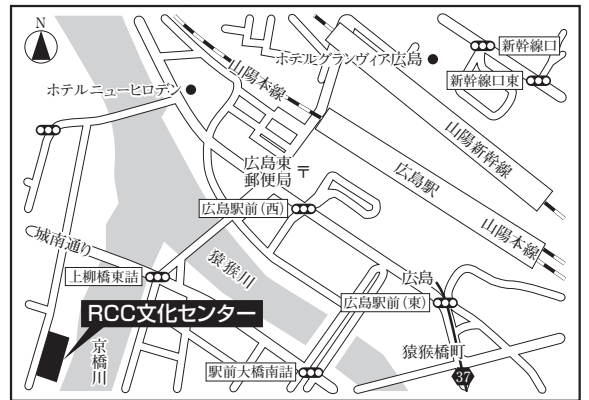 N
新幹線口
ホテルグランヴィア広島
新幹線口東
山陽本線
ホテルニューヒロデン
山陽新幹線
広島東
郵便局
〒
広島駅
広島駅前(西)
城南通り
山陽本線
猿猴川
上柳橋東詰
広島
広島駅前(東)
RCC文化センター
京橋川
猿猴橋町
駅前大橋南詰
37